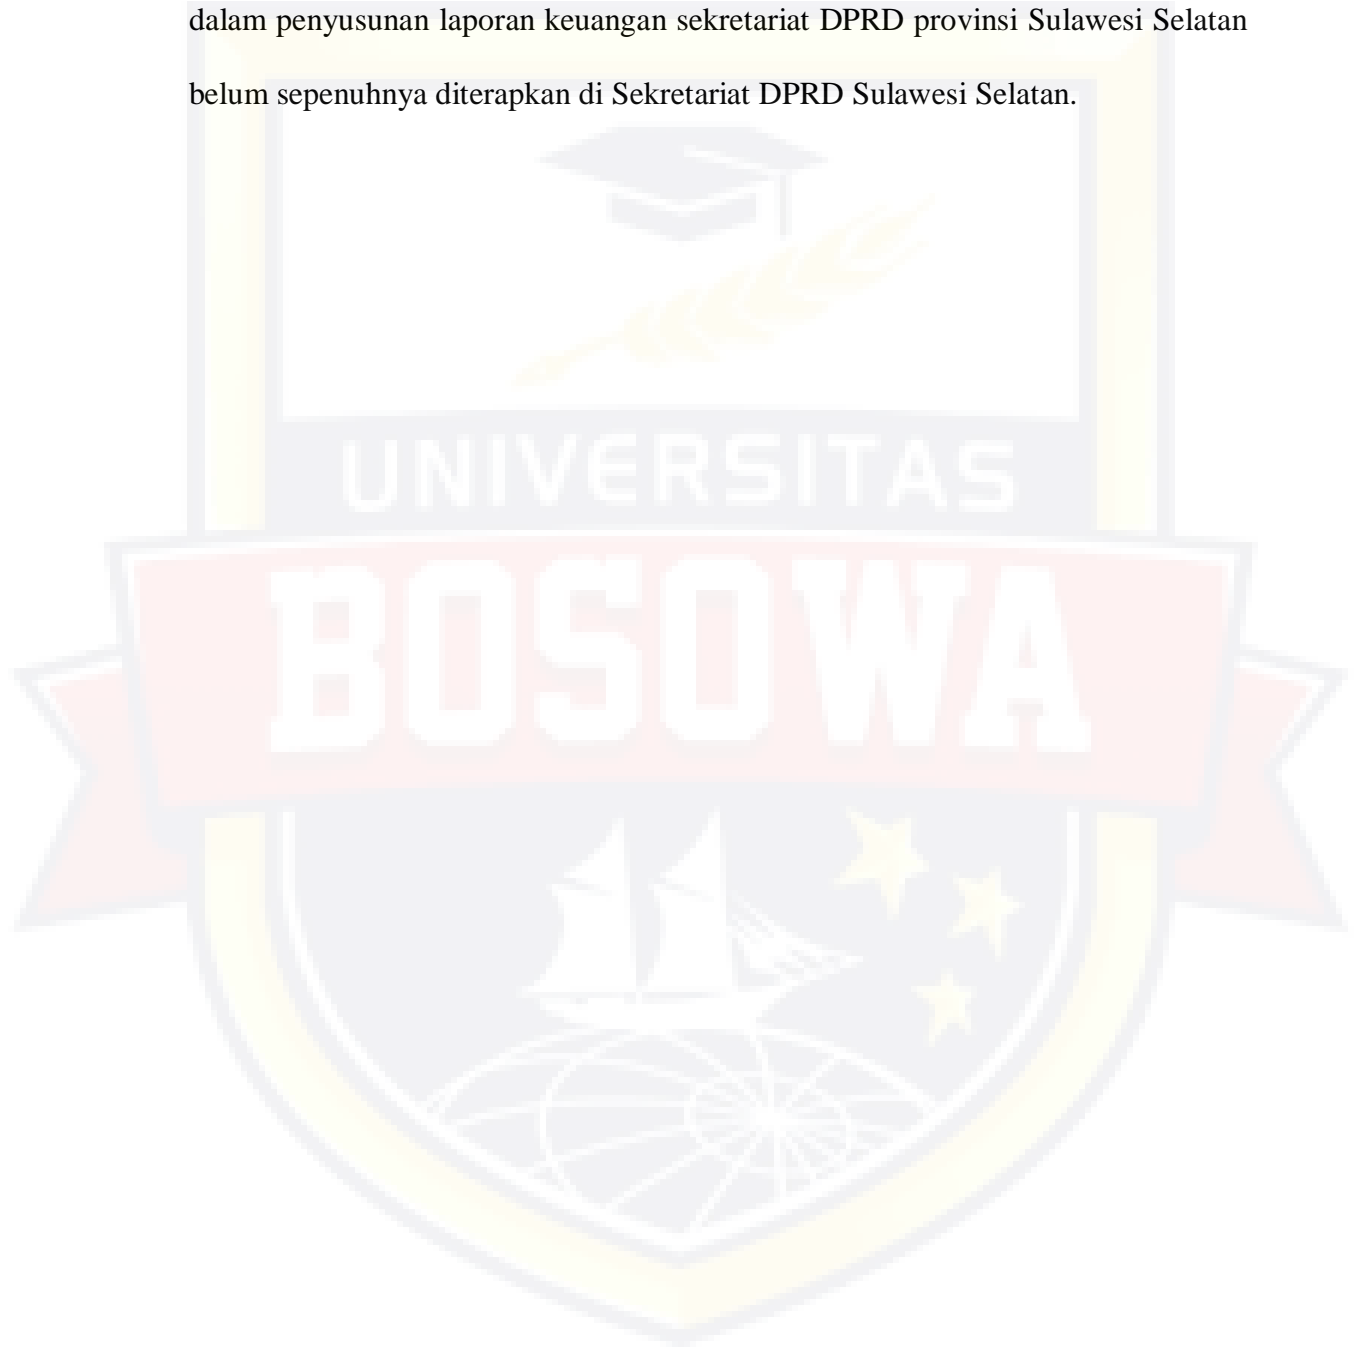 dalam penyusunan laporan keuangan sekretariat DPRD provinsi Sulawesi Selatan
belum sepenuhnya diterapkan di Sekretariat DPRD Sulawesi Selatan.
UNIVERSITAS
BOSOWA